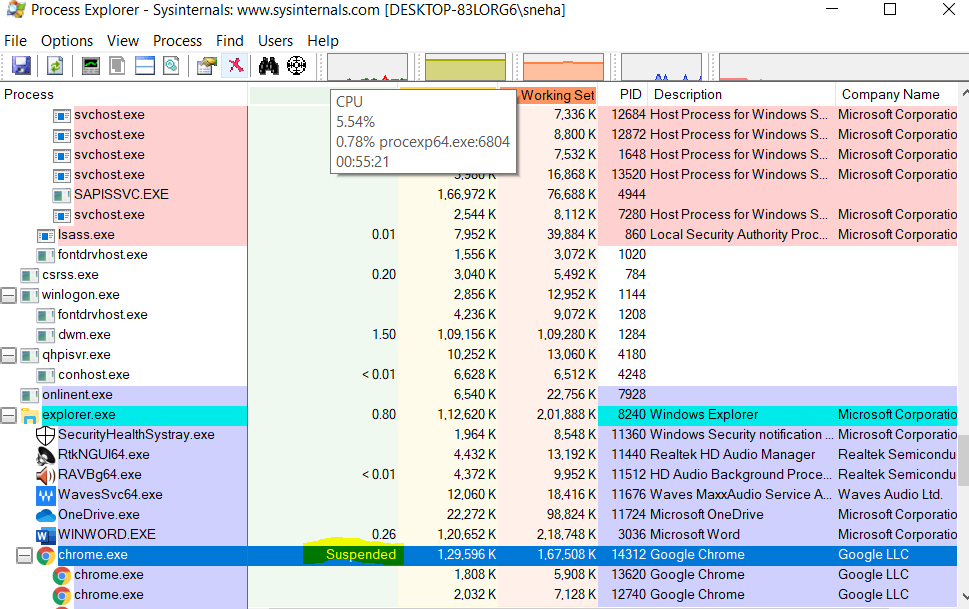 Process Explorer - Sysinternals: www.sysinternals.com [DESKTOP-83LORG6\sneha]
File Options View Process Find Users Help
Process Working Set PID Description Company Name
CPU
5.54%
0.78% procexp64.exe:6804
00:55:21
svchost.exe 7,336 K 12684 Host Process for Windows S... Microsoft Corporatio
svchost.exe 8,800 K 12872 Host Process for Windows S... Microsoft Corporatio
svchost.exe 7,532 K 1648 Host Process for Windows S... Microsoft Corporatio
svchost.exe 16,868 K 13520 Host Process for Windows S... Microsoft Corporatio
SAPISSVC.EXE 1,66,972 K 76,688 K 4944
svchost.exe 2,544 K 8,112 K 7280 Host Process for Windows S... Microsoft Corporatio
lsass.exe 0.01 7,952 K 39,884 K 860 Local Security Authority Proc... Microsoft Corporatio
fontdrvhost.exe 1,556 K 3,072 K 1020
csrss.exe 0.20 3,040 K 5,492 K 784
winlogon.exe 2,856 K 12,952 K 1144
fontdrvhost.exe 4,236 K 9,072 K 1208
dwm.exe 1.50 1,09,156 K 1,09,280 K 1284
qhpisvr.exe 10,252 K 13,060 K 4180
conhost.exe < 0.01 6,628 K 6,512 K 4248
onlinent.exe 6,540 K 22,756 K 7928
explorer.exe 0.80 1,12,620 K 2,01,888 K 8240 Windows Explorer Microsoft Corporatio
SecurityHealthSystray.exe 1,964 K 8,548 K 11360 Windows Security notification ... Microsoft Corporatio
RtkNGUI64.exe 4,432 K 13,192 K 11440 Realtek HD Audio Manager Realtek Semicondu
RAVBg64.exe < 0.01 4,372 K 9,952 K 11512 HD Audio Background Proce... Realtek Semicondu
WavesSvc64.exe 12,060 K 18,416 K 11676 Waves MaxxAudio Service A... Waves Audio Ltd.
OneDrive.exe 22,272 K 98,824 K 11724 Microsoft OneDrive Microsoft Corporatio
WINWORD.EXE 0.26 1,20,652 K 2,18,748 K 3036 Microsoft Word Microsoft Corporatio
chrome.exe Suspended 1,29,596 K 1,67,508 K 14312 Google Chrome Google LLC
chrome.exe 1,808 K 5,908 K 13620 Google Chrome Google LLC
chrome.exe 2,032 K 7,128 K 12740 Google Chrome Google LLC